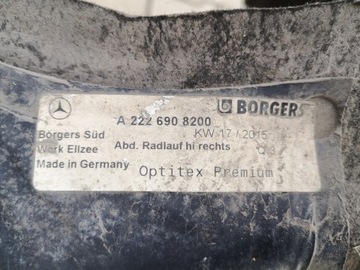 A 222 690 8200
BORGERS
Borgers Süd
KW 17 / 2015
Werk Ellzee
Abd. Radlauf hi rechts
Made in Germany
Optitex Premium